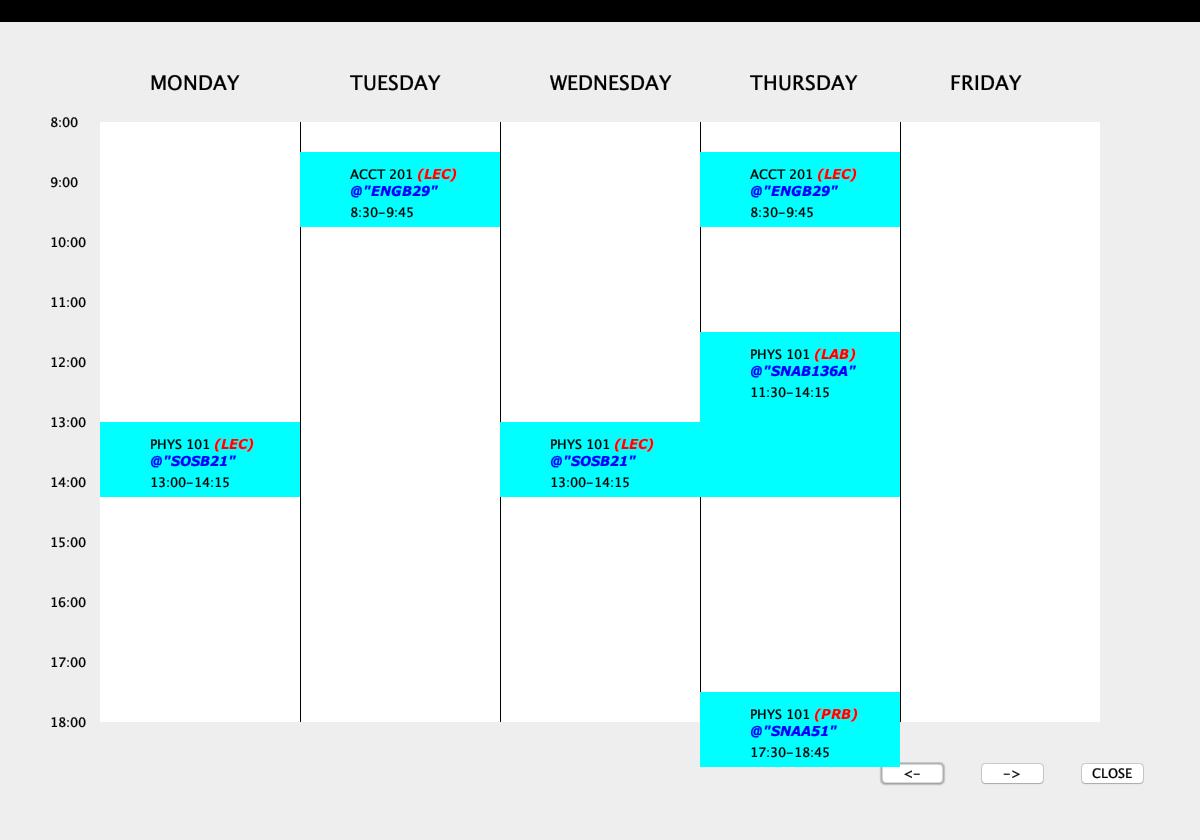 MONDAY TUESDAY WEDNESDAY THURSDAY FRIDAY
8:00
ACCT 201 (LEC) ACCT 201 (LEC)
9:00 @"ENGB29" @"ENGB29"
8:30-9:45 8:30-9:45
10:00
11:00
PHYS 101 (LAB)
12:00 @"SNAB136A"
11:30-14:15
13:00
PHYS 101 (LEC) PHYS 101 (LEC)
@"SOSB21" @"SOSB21"
14:00 13:00-14:15 13:00-14:15
15:00
16:00
17:00
18:00 PHYS 101 (PRB)
@"SNAA51"
17:30-18:45
<- -> CLOSE